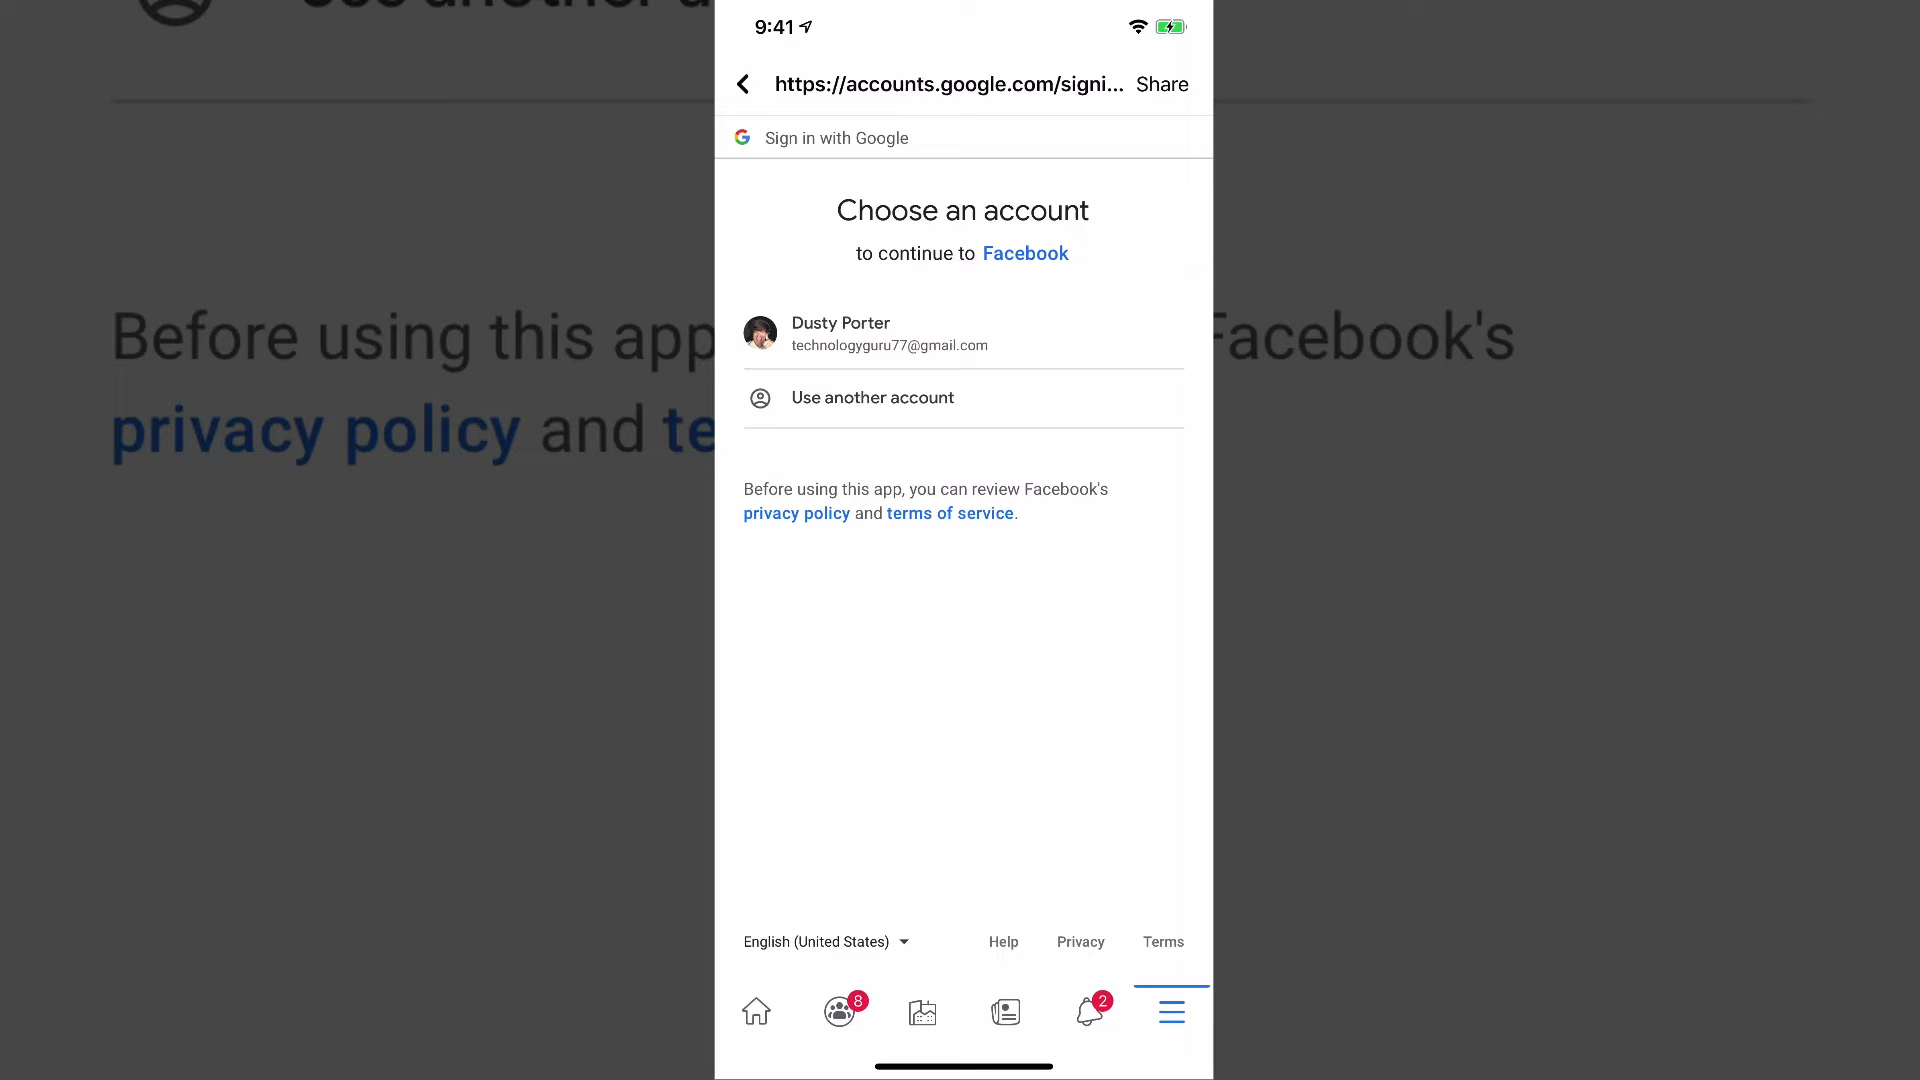 Use another a
9:41
https://accounts.google.com/signi... Share
Sign in with Google
Choose an account
to continue to Facebook
Dusty Porter
technologyguru77@gmail.com
Use another account
Before using this app
Facebook's
privacy policy and te
Before using this app, you can review Facebook's
privacy policy and terms of service.
English (United States) Help Privacy Terms
8
2